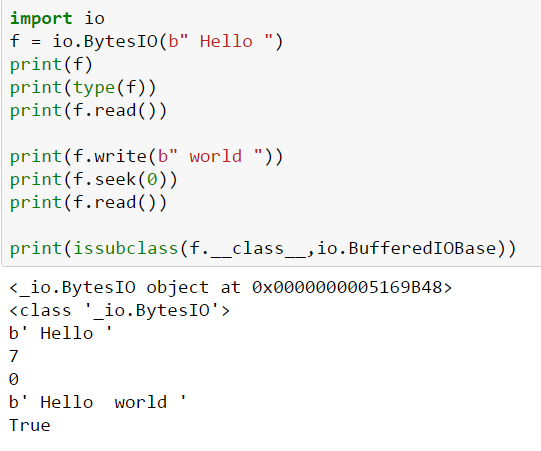 import io
f = io.BytesIO(b" Hello ")
print(f)
print(type(f))
print(f.read())
print(f.write(b" world "))
print(f.seek(0))
print(f.read())
print(issubclass(f.__class__,io.BufferedIOBase))
<_io.BytesIO object at 0x0000000005169B48>
<class '_io.BytesIO'>
b' Hello '
7
0
b' Hello  world '
True